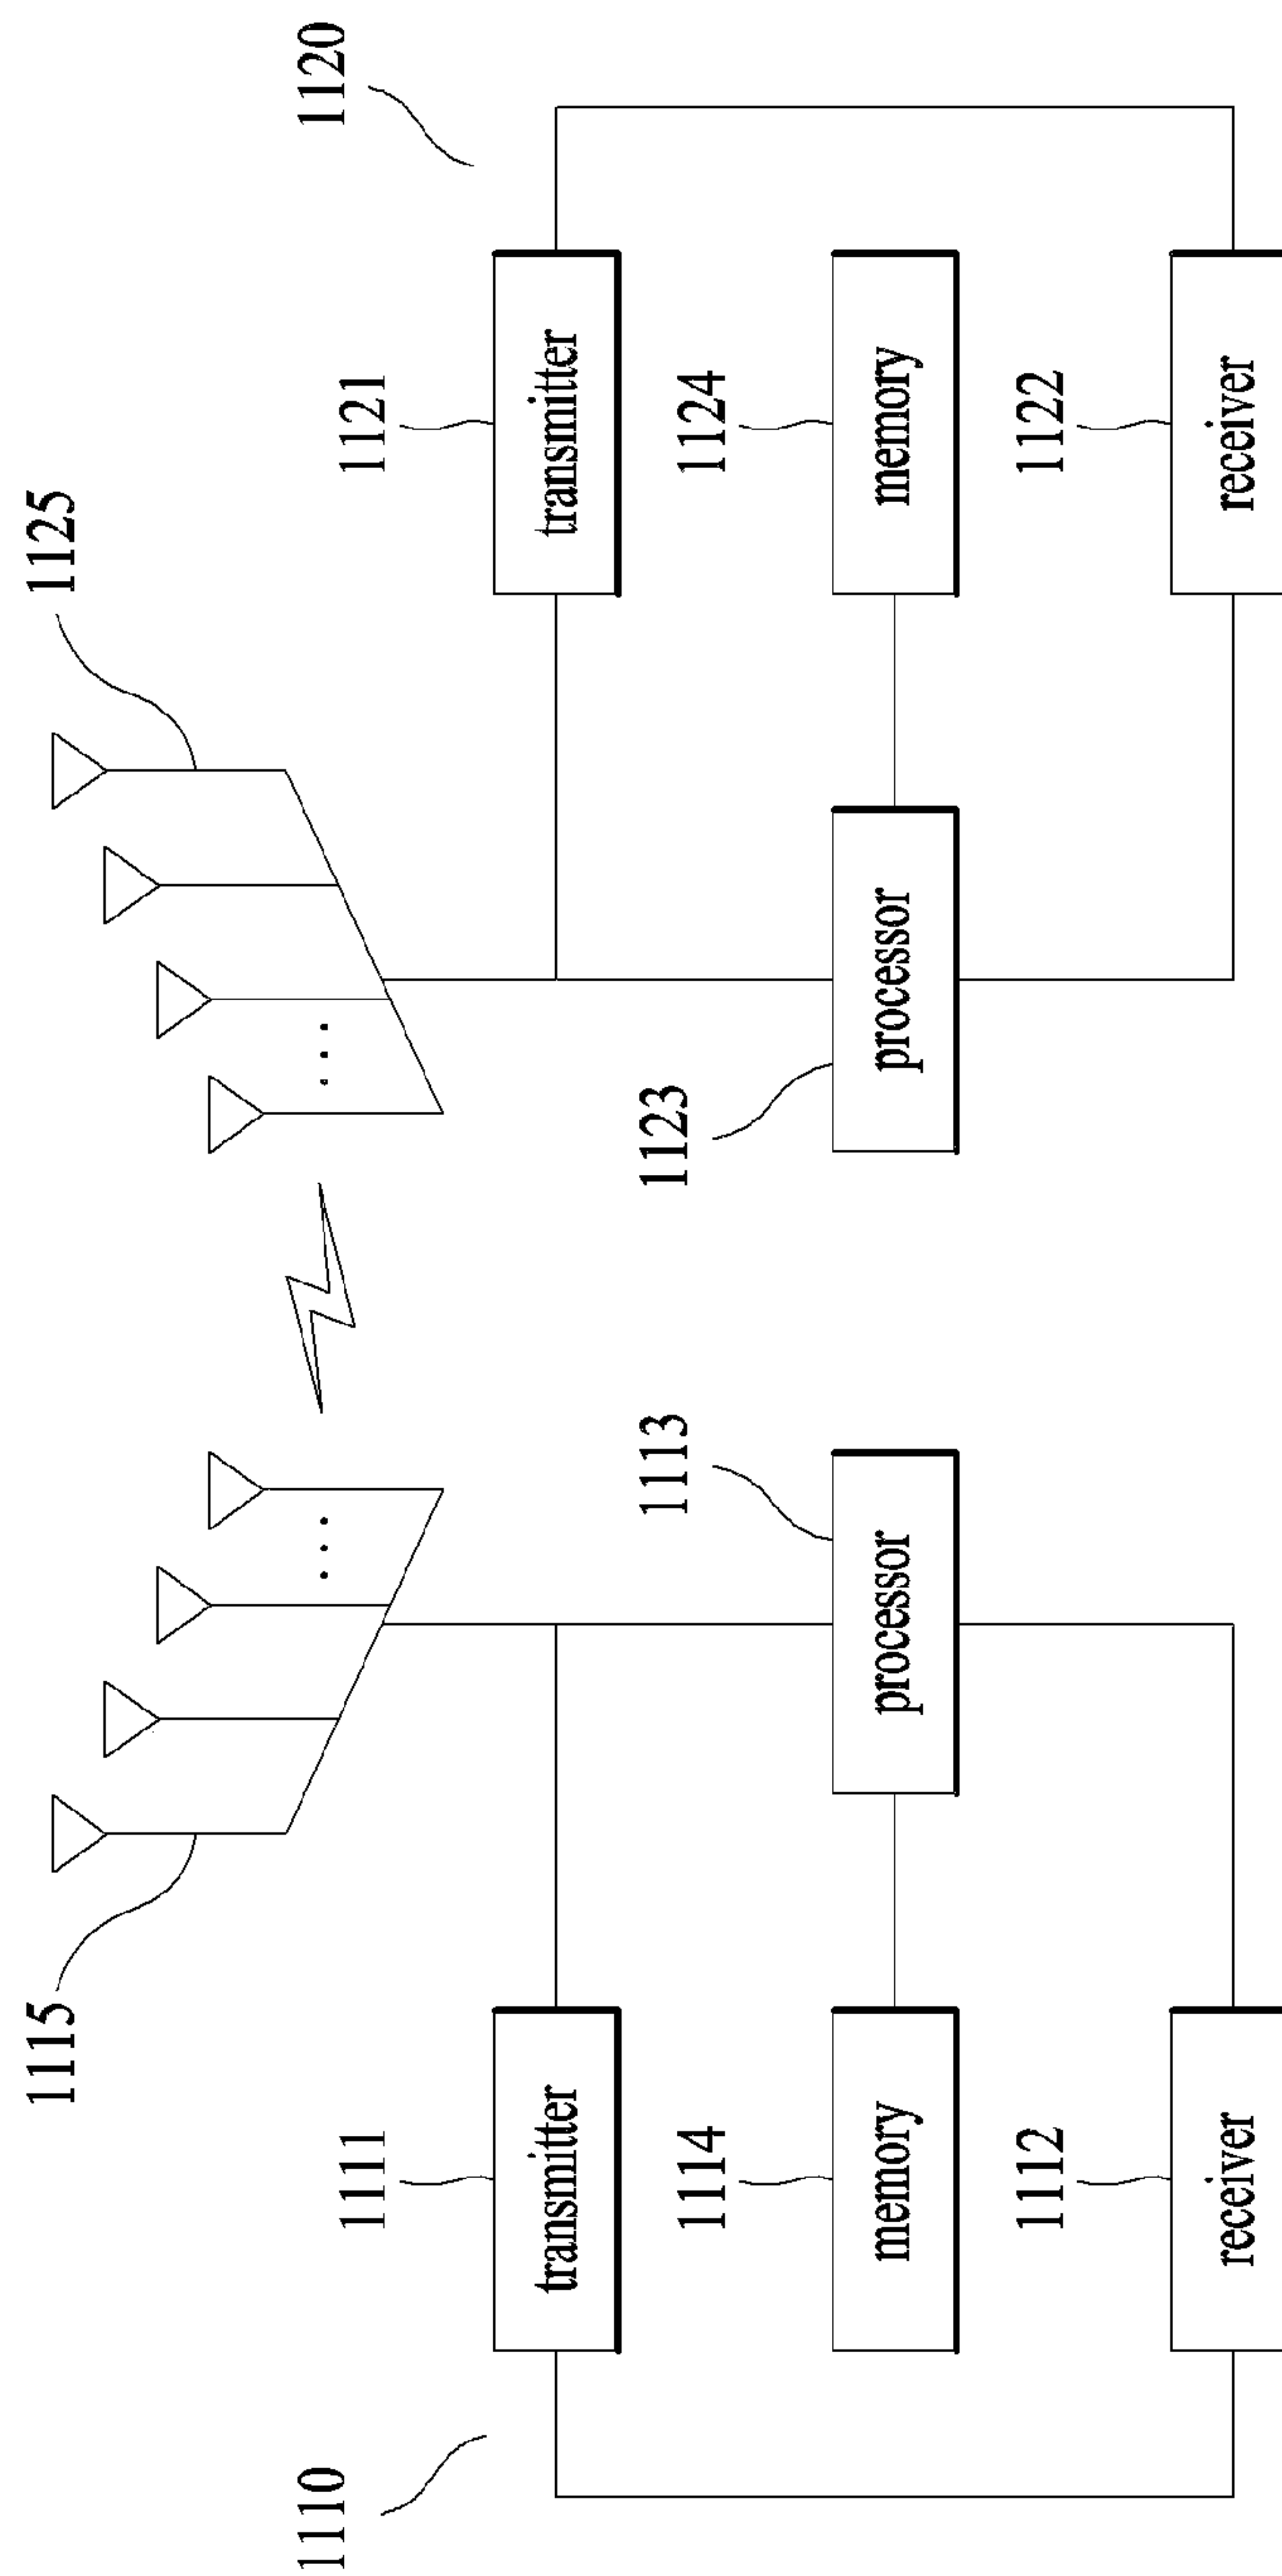 1115
1125
1110
1120
1111
transmitter
1121
transmitter
1113
processor
1123
processor
1114
memory
1124
memory
1112
receiver
1122
receiver